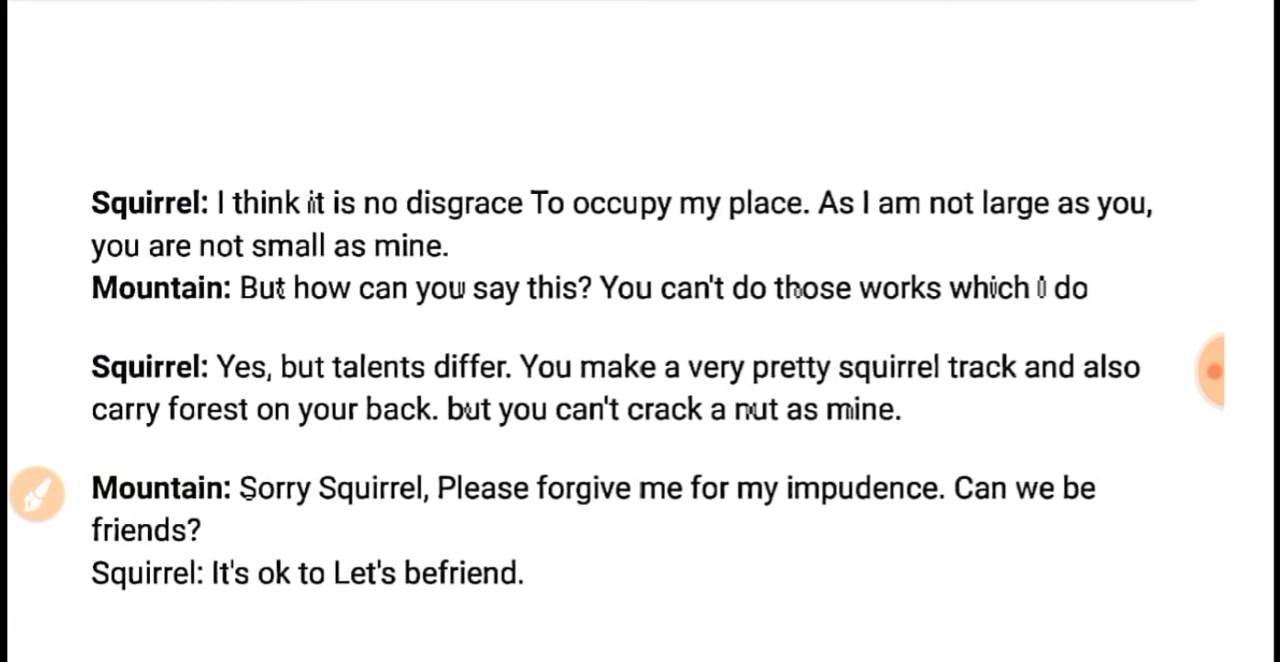 Squirrel: I think it is no disgrace To occupy my place. As I am not large as you,
you are not small as mine.
Mountain: But how can you say this? You can't do those works which I do
Squirrel: Yes, but talents differ. You make a very pretty squirrel track and also
carry forest on your back. but you can't crack a nut as mine.
Mountain: Sorry Squirrel, Please forgive me for my impudence. Can we be
friends?
Squirrel: It's ok to Let's befriend.